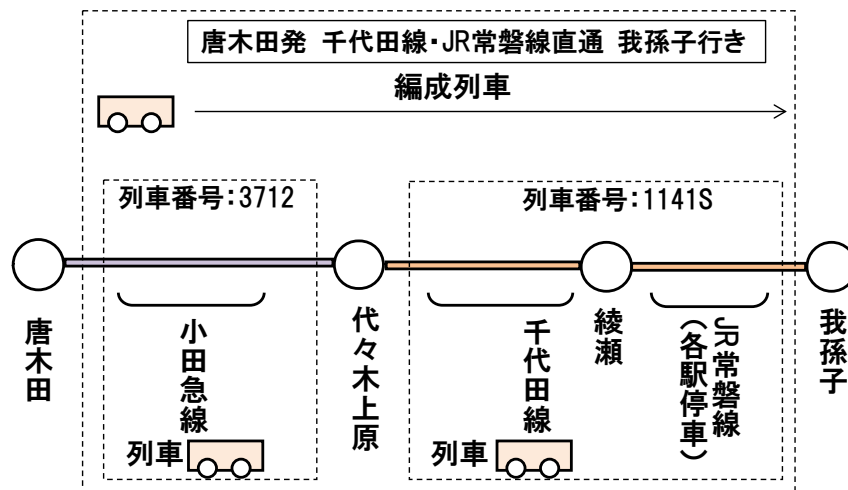 唐木田発 千代田線・JR常磐線直通 我孫子行き
編成列車
列車番号:3712
列車番号:1141S
唐木田
小田急線
代々木上原
千代田線
綾瀬
JR常磐線
(各駅停車)
我孫子
列車
列車